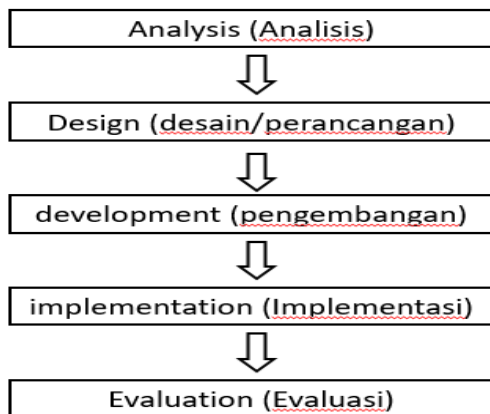 Analysis (Analisis)
Design (desain/perancangan)
development (pengembangan)
implementation (Implementasi)
Evaluation (Evaluasi)